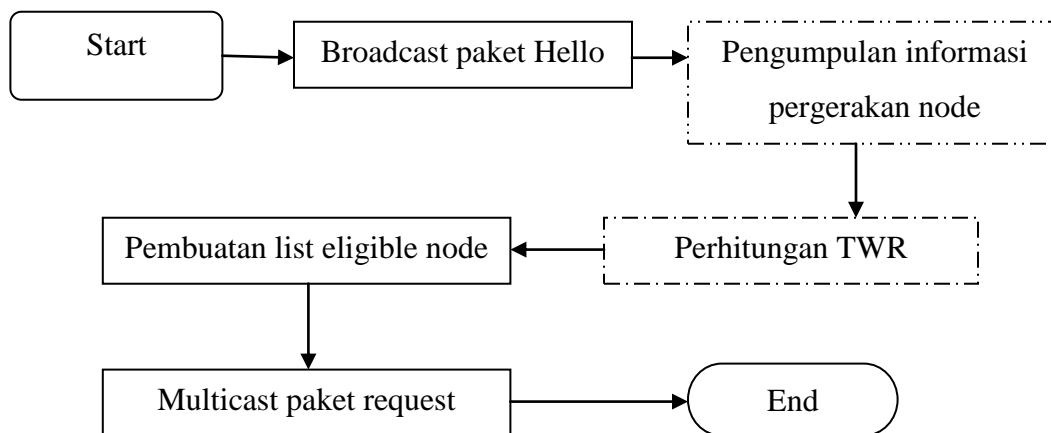 Start
Broadcast paket Hello
Pengumpulan informasi
pergerakan node
Perhitungan TWR
Pembuatan list eligible node
Multicast paket request
End